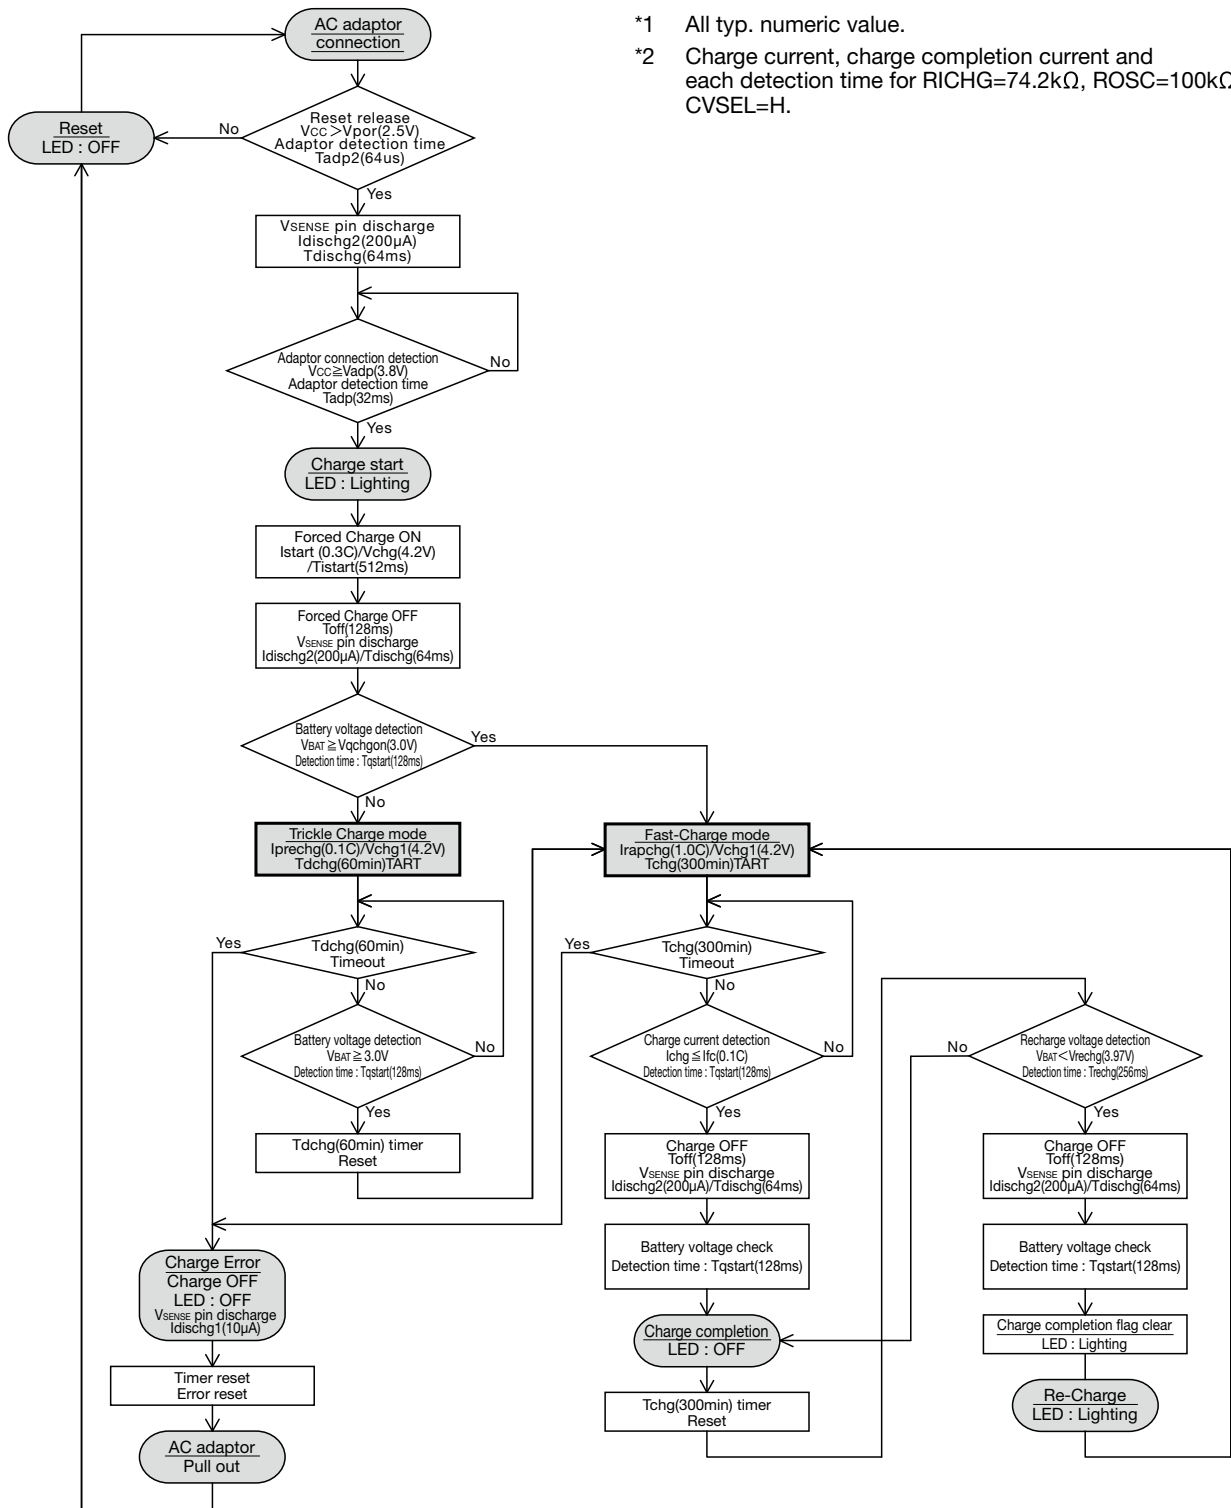 *1 All typ. numeric value.
*2 Charge current, charge completion current and
each detection time for RICHG=74.2kΩ, ROSC=100kΩ
CVSEL=H.
AC adaptor
connection
Reset
LED : OFF
No
Reset release
VCC>Vpor(2.5V)
Adaptor detection time
Tadp2(64us)
Yes
VSENSE pin discharge
Idischg2(200μA)
Tdischg(64ms)
Adaptor connection detection
VCC≧Vadp(3.8V)
Adaptor detection time
Tadp(32ms)
No
Yes
Charge start
LED : Lighting
Forced Charge ON
Istart (0.3C)/Vchg(4.2V)
/Tistart(512ms)
Forced Charge OFF
Toff(128ms)
VSENSE pin discharge
Idischg2(200μA)/Tdischg(64ms)
Battery voltage detection
VBAT≧Vqchgon(3.0V)
Detection time : Tqstart(128ms)
Yes
No
Trickle Charge mode
Iprechg(0.1C)/Vchg1(4.2V)
Tdchg(60min)TART
Fast-Charge mode
Irapchg(1.0C)/Vchg1(4.2V)
Tchg(300min)TART
Yes
Tdchg(60min)
Timeout
No
Yes
Tchg(300min)
Timeout
No
Battery voltage detection
VBAT≧3.0V
Detection time : Tqstart(128ms)
No
Yes
Charge current detection
Ichg≦Ifc(0.1C)
Detection time : Tqstart(128ms)
No
Yes
No
Recharge voltage detection
VBAT<Vrechg(3.97V)
Detection time : Trechg(256ms)
Yes
Tdchg(60min) timer
Reset
Charge OFF
Toff(128ms)
VSENSE pin discharge
Idischg2(200μA)/Tdischg(64ms)
Charge OFF
Toff(128ms)
VSENSE pin discharge
Idischg2(200μA)/Tdischg(64ms)
Charge Error
Charge OFF
LED : OFF
VSENSE pin discharge
Idischg1(10μA)
Battery voltage check
Detection time : Tqstart(128ms)
Battery voltage check
Detection time : Tqstart(128ms)
Charge completion
LED : OFF
Charge completion flag clear
LED : Lighting
Timer reset
Error reset
Tchg(300min) timer
Reset
Re-Charge
LED : Lighting
AC adaptor
Pull out